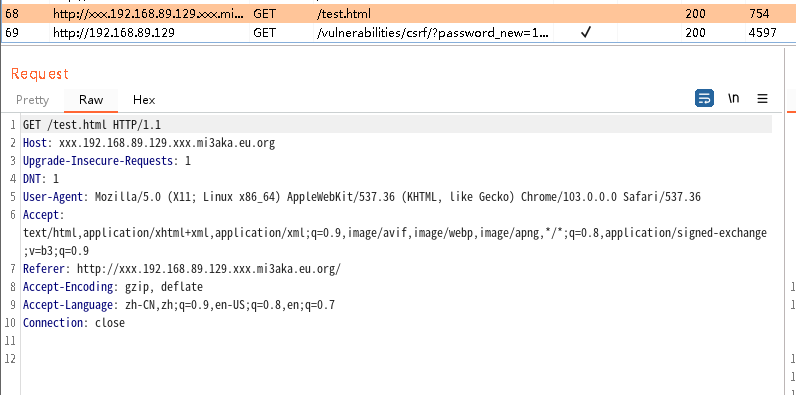 68 http://xxx.192.168.89.129.xxx.mi... GET /test.html 200 754
69 http://192.168.89.129 GET /vulnerabilities/csrf/?password_new=1... ✓ 200 4597
Request
Pretty Raw Hex \n
1 GET /test.html HTTP/1.1
2 Host: xxx.192.168.89.129.xxx.mi3aka.eu.org
3 Upgrade-Insecure-Requests: 1
4 DNT: 1
5 User-Agent: Mozilla/5.0 (X11; Linux x86_64) AppleWebKit/537.36 (KHTML, like Gecko) Chrome/103.0.0.0 Safari/537.36
6 Accept:
text/html,application/xhtml+xml,application/xml;q=0.9,image/avif,image/webp,image/apng,*/*;q=0.8,application/signed-exchange
;v=b3;q=0.9
7 Referer: http://xxx.192.168.89.129.xxx.mi3aka.eu.org/
8 Accept-Encoding: gzip, deflate
9 Accept-Language: zh-CN,zh;q=0.9,en-US;q=0.8,en;q=0.7
10 Connection: close
11
12